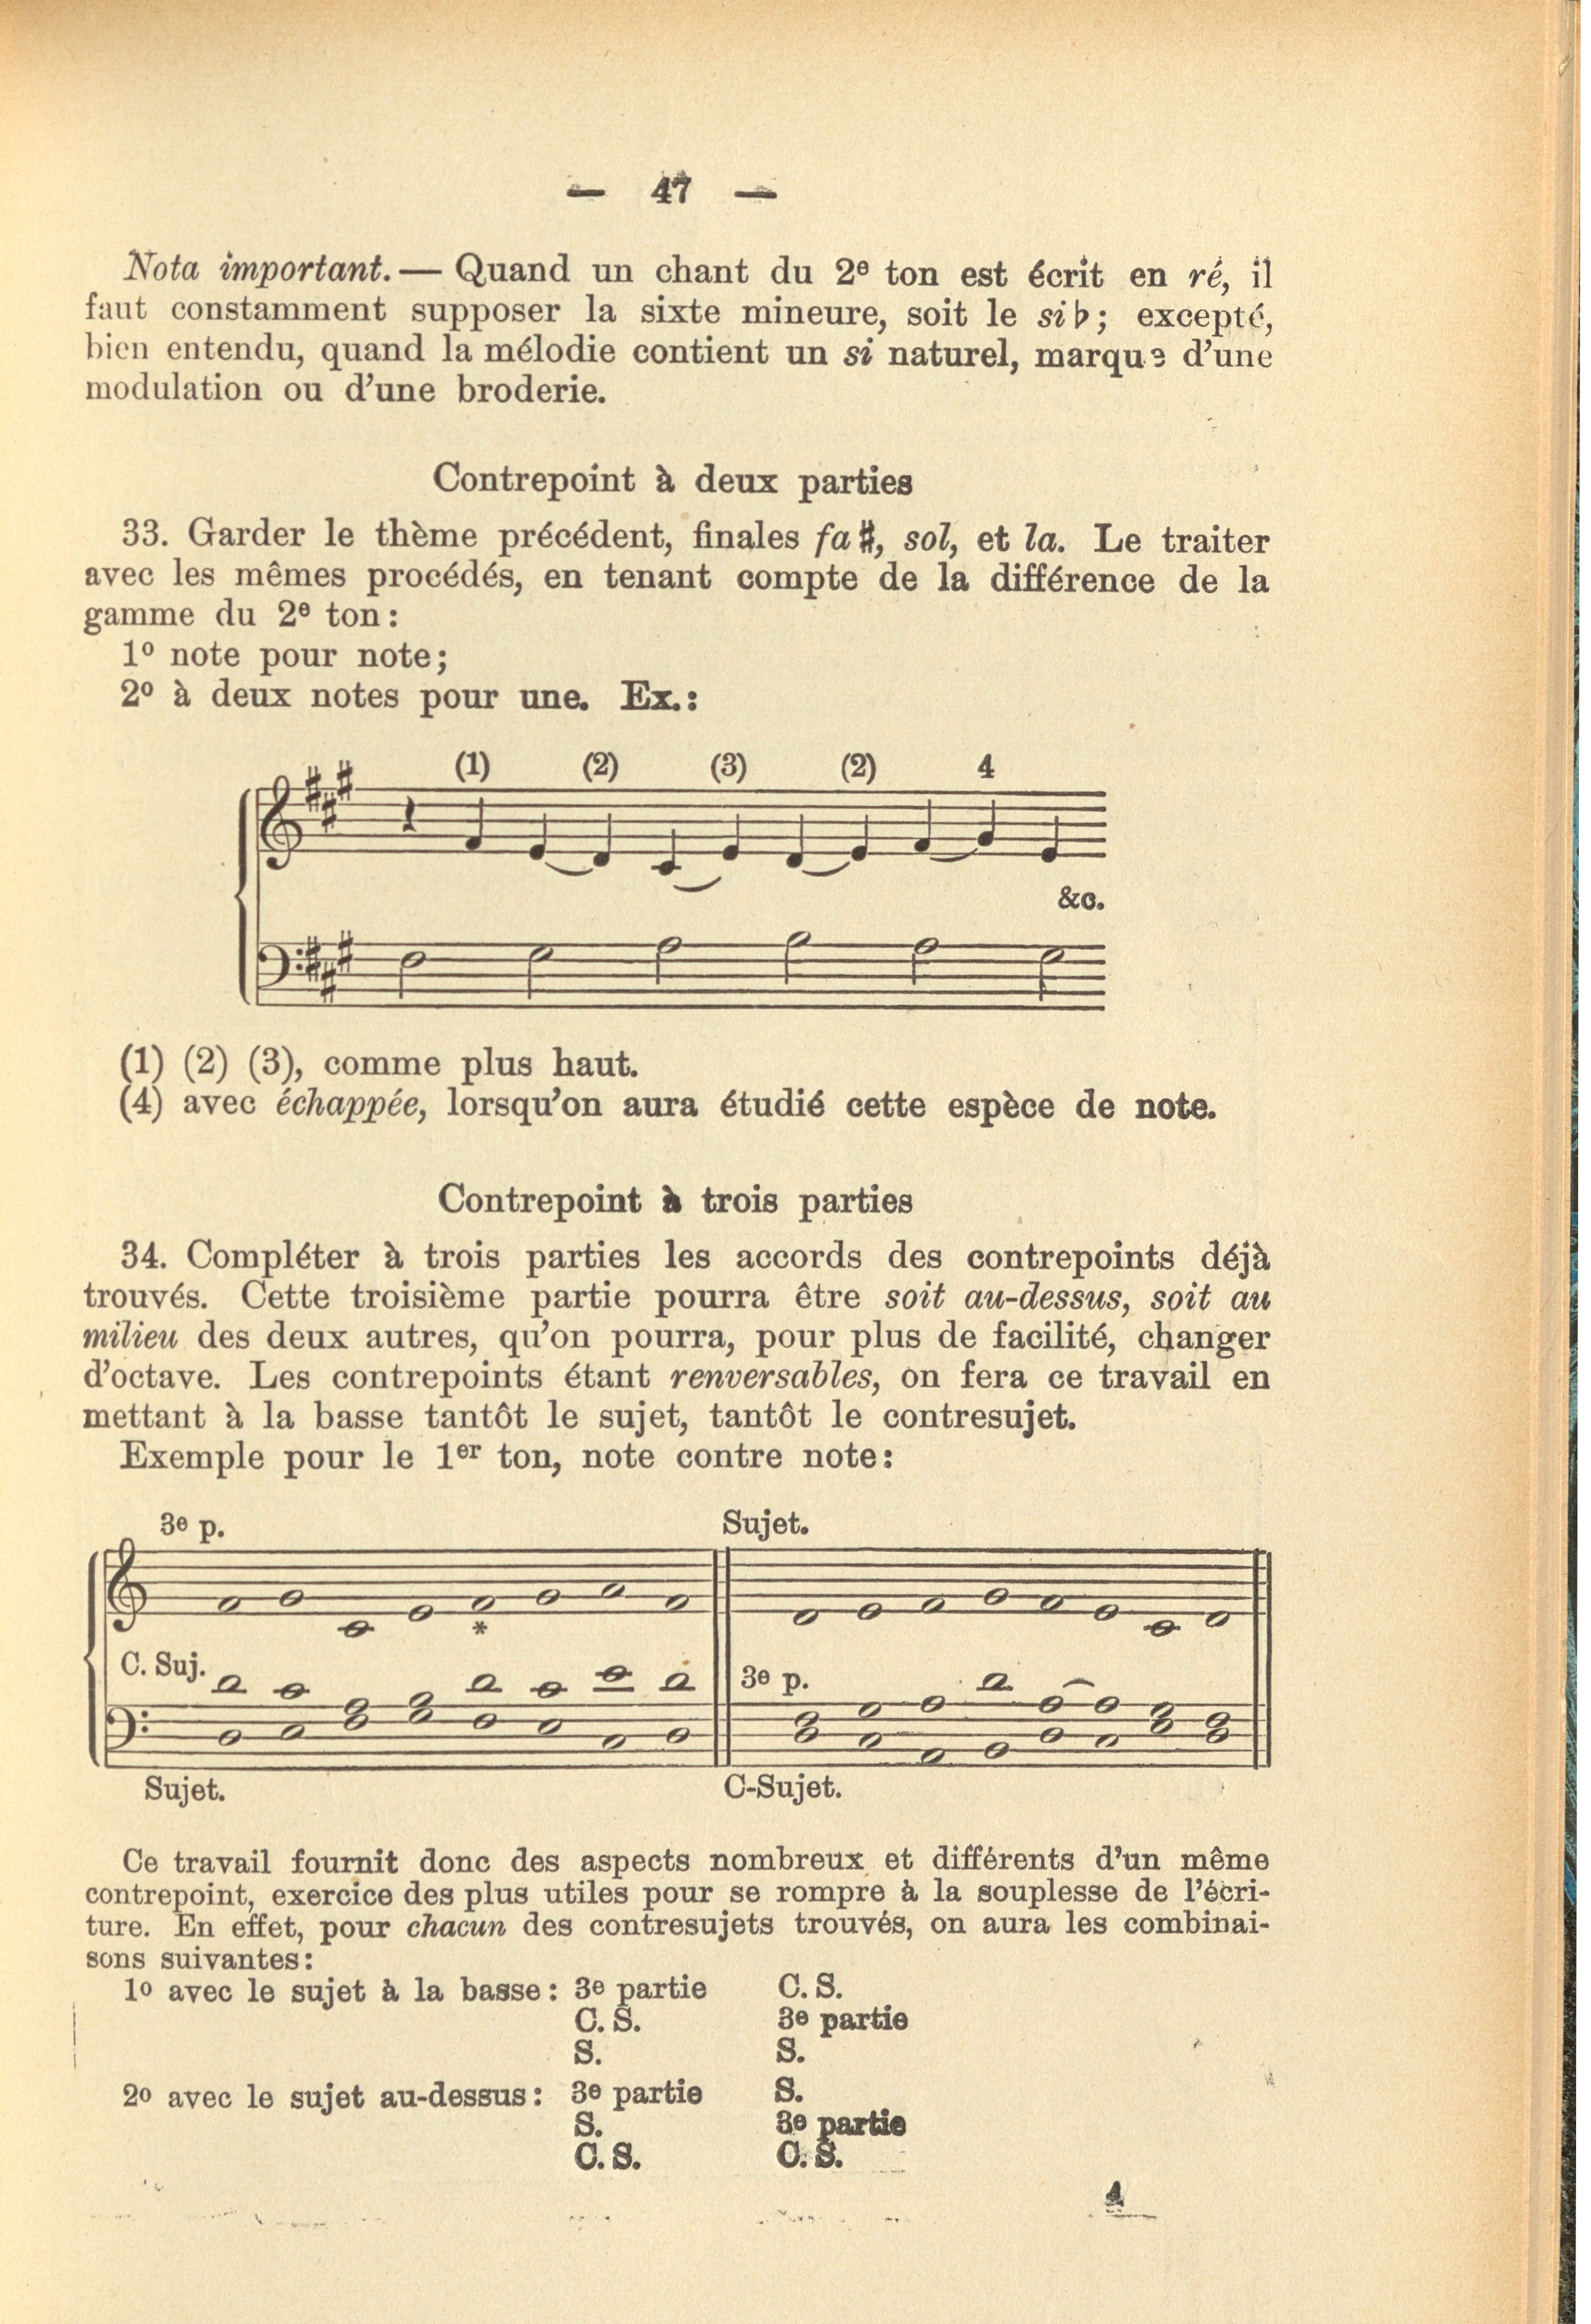 — 47 —
Nota important. — Quand un chant du 2e ton est écrit en ré, il
faut constamment supposer la sixte mineure, soit le si♭; excepté,
bien entendu, quand la mélodie contient un si naturel, marque d'une
modulation ou d'une broderie.
Contrepoint à deux parties
33. Garder le thème précédent, finales fa♯, sol, et la. Le traiter
avec les mêmes procédés, en tenant compte de la différence de la
gamme du 2e ton:
1o note pour note;
2o à deux notes pour une. Ex.:
(1) (2) (3) (2) 4
&c.
(1) (2) (3), comme plus haut.
(4) avec échappée, lorsqu'on aura étudié cette espèce de note.
Contrepoint à trois parties
34. Compléter à trois parties les accords des contrepoints déjà
trouvés. Cette troisième partie pourra être soit au-dessus, soit au
milieu des deux autres, qu'on pourra, pour plus de facilité, changer
d'octave. Les contrepoints étant renversables, on fera ce travail en
mettant à la basse tantôt le sujet, tantôt le contresujet.
Exemple pour le 1er ton, note contre note:
3e p. Sujet.
*
C. Suj. 3e p.
Sujet. C-Sujet.
Ce travail fournit donc des aspects nombreux et différents d'un même
contrepoint, exercice des plus utiles pour se rompre à la souplesse de l'écri-
ture. En effet, pour chacun des contresujets trouvés, on aura les combinai-
sons suivantes:
1o avec le sujet à la basse: 3e partie C. S.
C. S. 3e partie
S. S.
2o avec le sujet au-dessus: 3e partie S.
S. 3e partie
C. S. C. S.
4